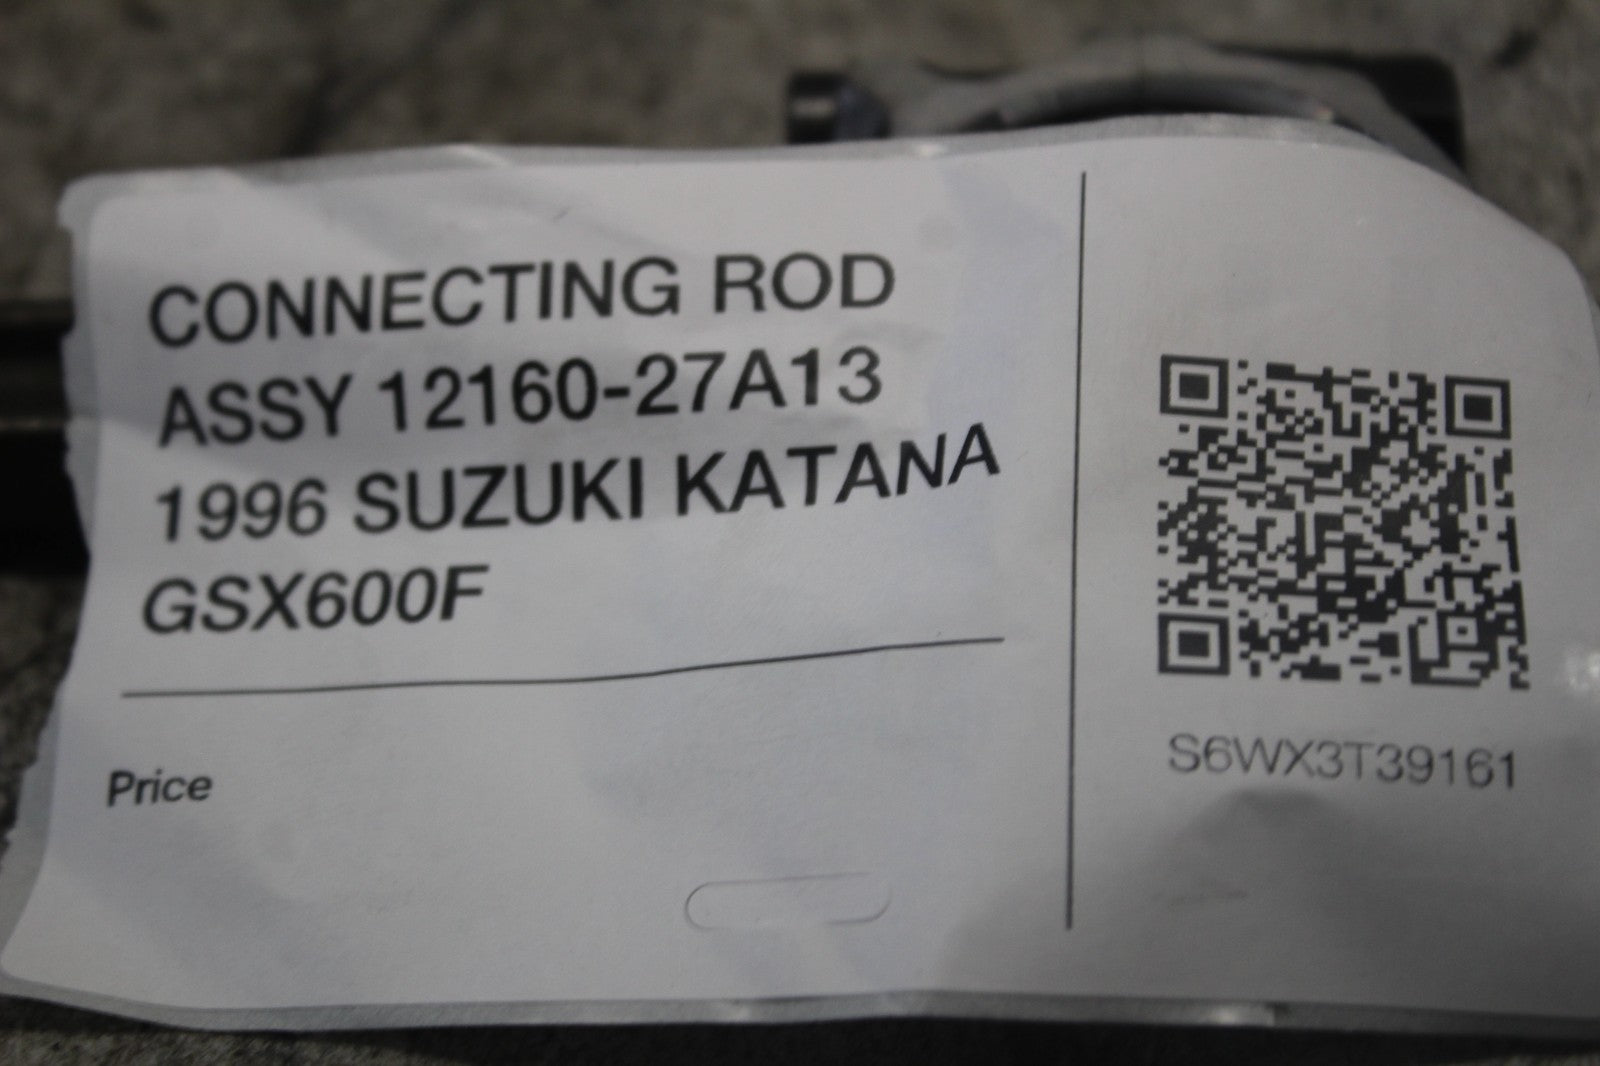 CONNECTING ROD
ASSY 12160-27A13
1996 SUZUKI KATANA
GSX600F
Price
S6WX3T39161